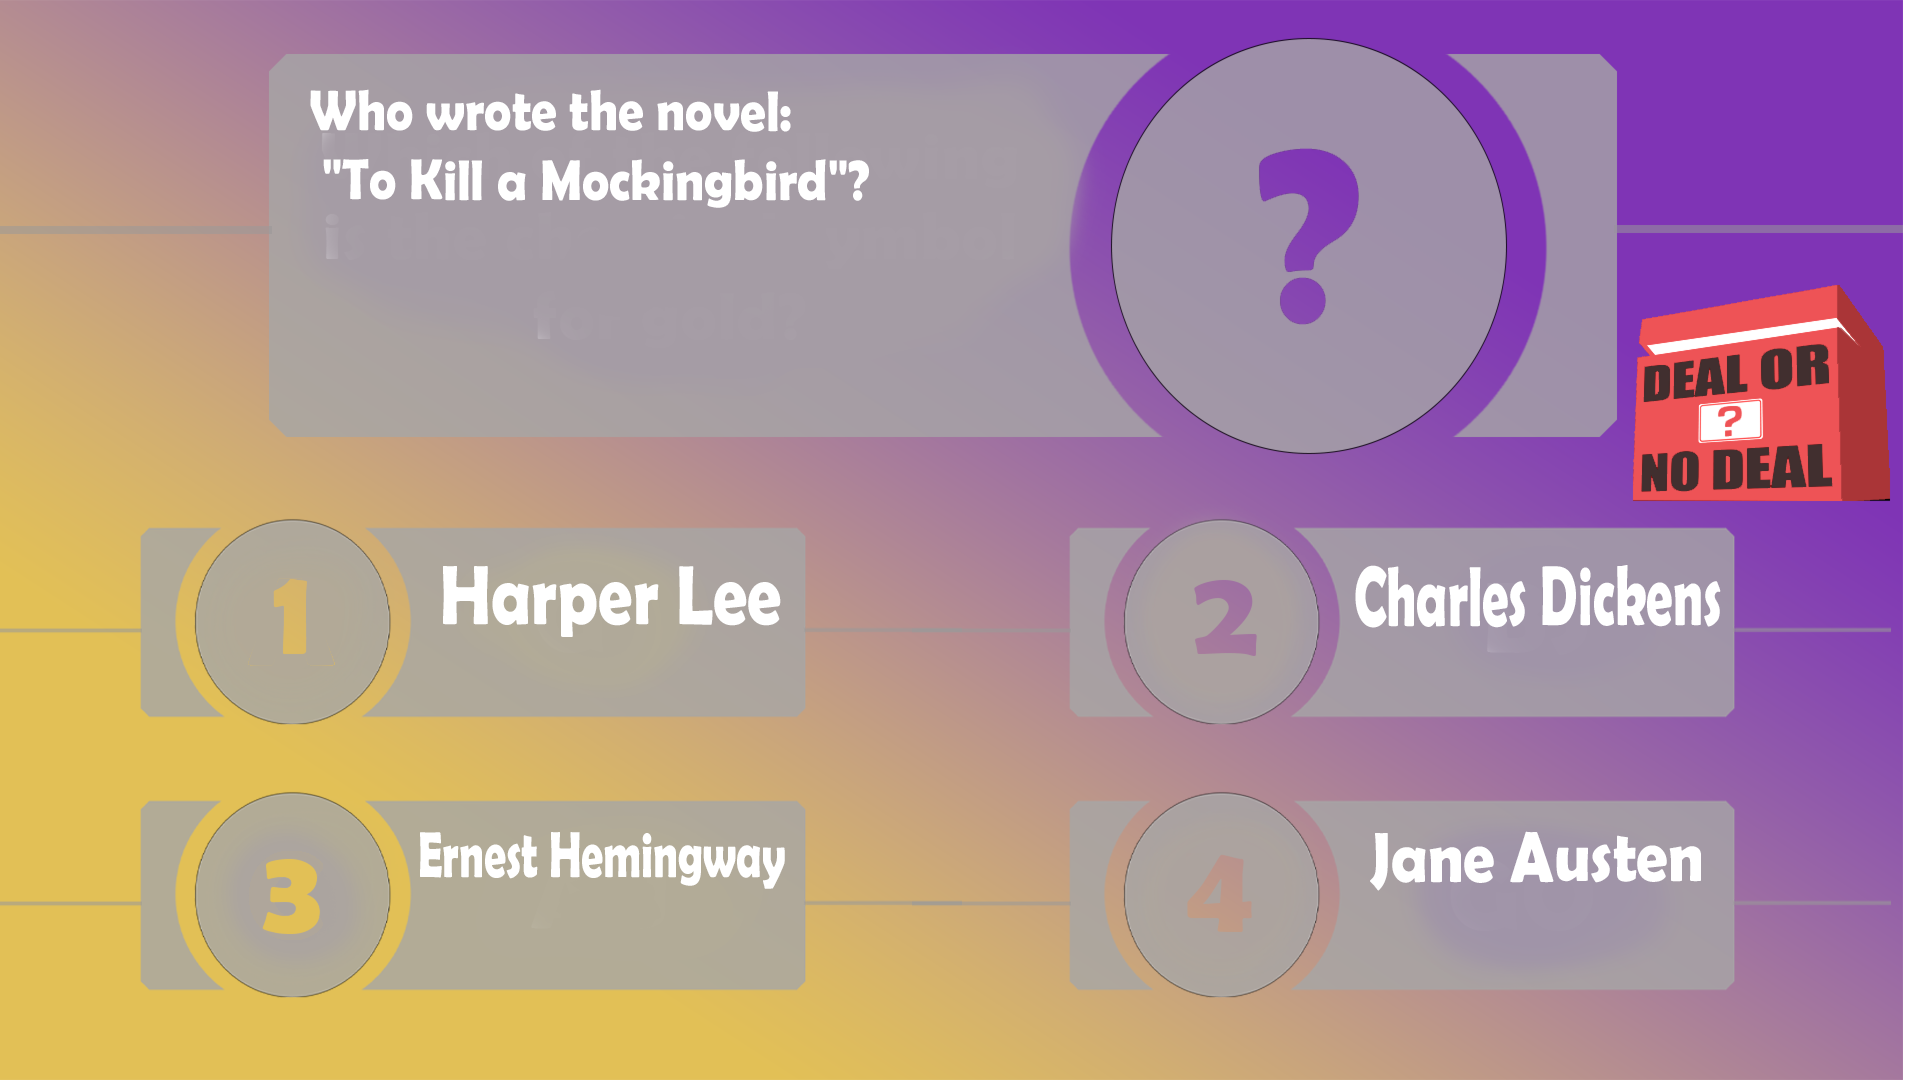 Who wrote the novel:
"To Kill a Mockingbird"?
?
DEAL OR
?
NO DEAL
1
Harper Lee
2
Charles Dickens
3
Ernest Hemingway
4
Jane Austen